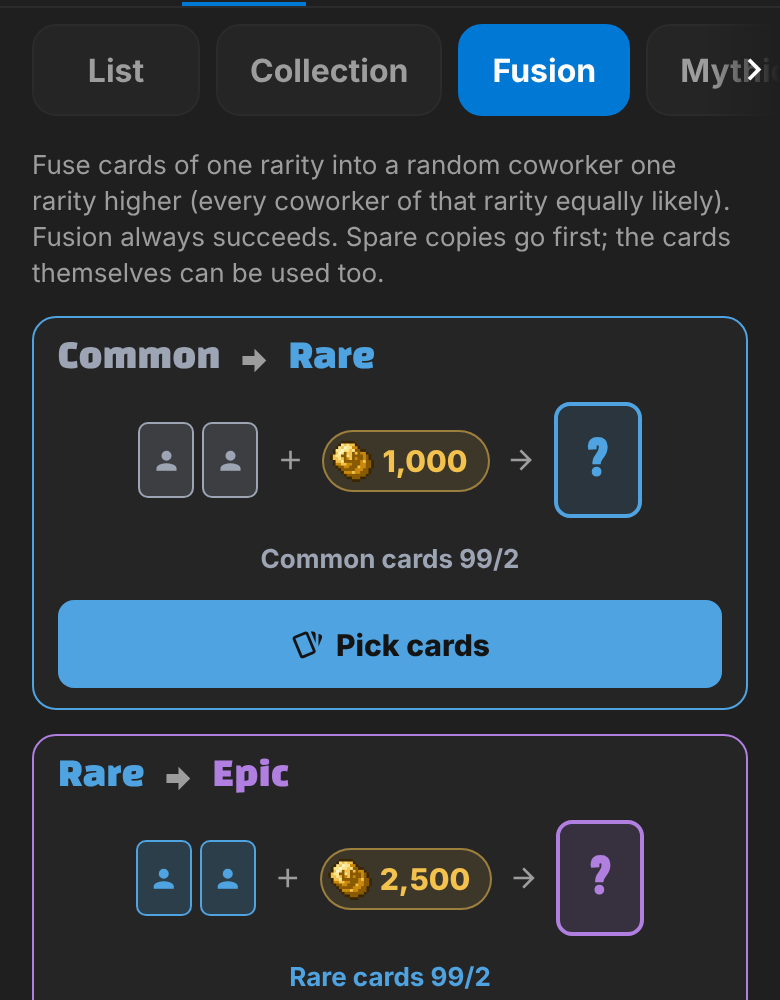 List
Collection
Fusion
Fuse cards of one rarity into a random coworker one
rarity higher (every coworker of that rarity equally likely).
Fusion always succeeds. Spare copies go first; the cards
themselves can be used too.
Common → Rare
+ 1,000 → ?
Common cards 99/2
Pick cards
Rare → Epic
+ 2,500 → ?
Rare cards 99/2